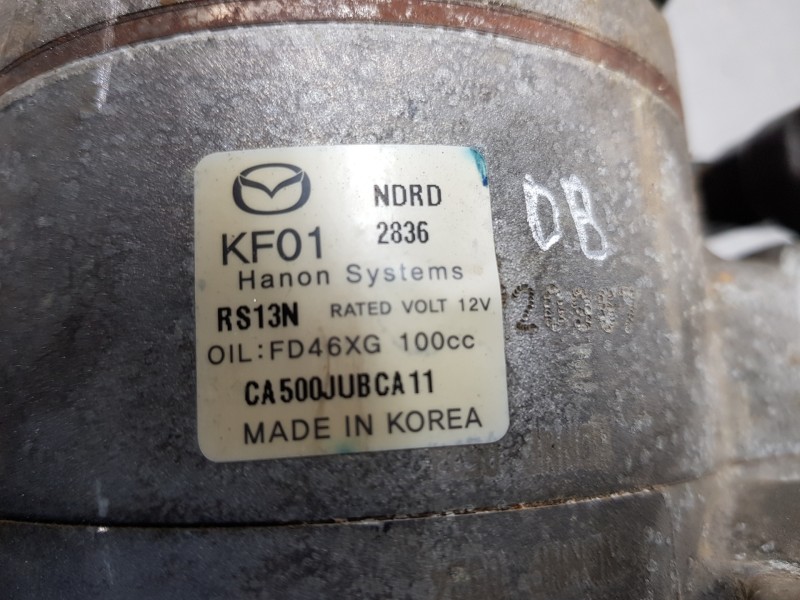 NDRD
KF01 2836
Hanon Systems
RS13N RATED VOLT 12V
OIL:FD46XG 100cc
CA500JUBCA11
MADE IN KOREA
DB